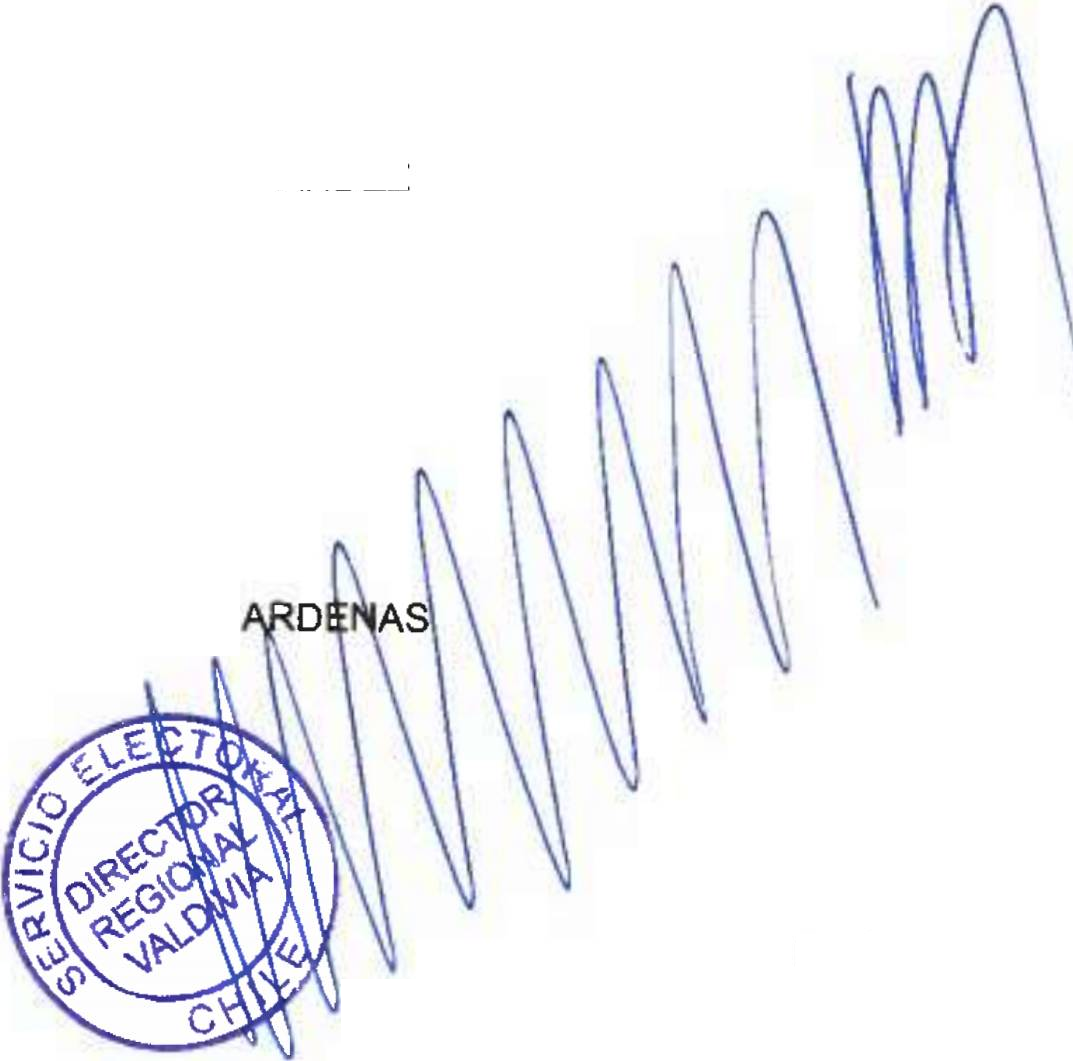 ARDENAS
SERVICIO ELECTORAL
DIRECTOR
REGIONAL
VALDIVIA
CHILE